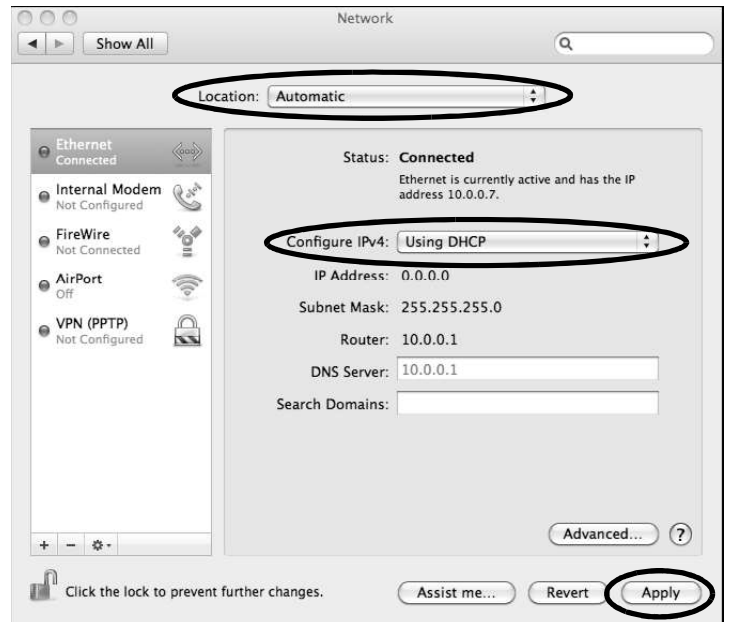 Network
Show All
Location: Automatic
Ethernet
Connected
Internal Modem
Not Configured
FireWire
Not Connected
AirPort
Off
VPN (PPTP)
Not Configured
Status: Connected
Ethernet is currently active and has the IP
address 10.0.0.7.
Configure IPv4: Using DHCP
IP Address: 0.0.0.0
Subnet Mask: 255.255.255.0
Router: 10.0.0.1
DNS Server: 10.0.0.1
Search Domains:
Advanced... ?
+ −
Click the lock to prevent further changes.
Assist me... Revert Apply